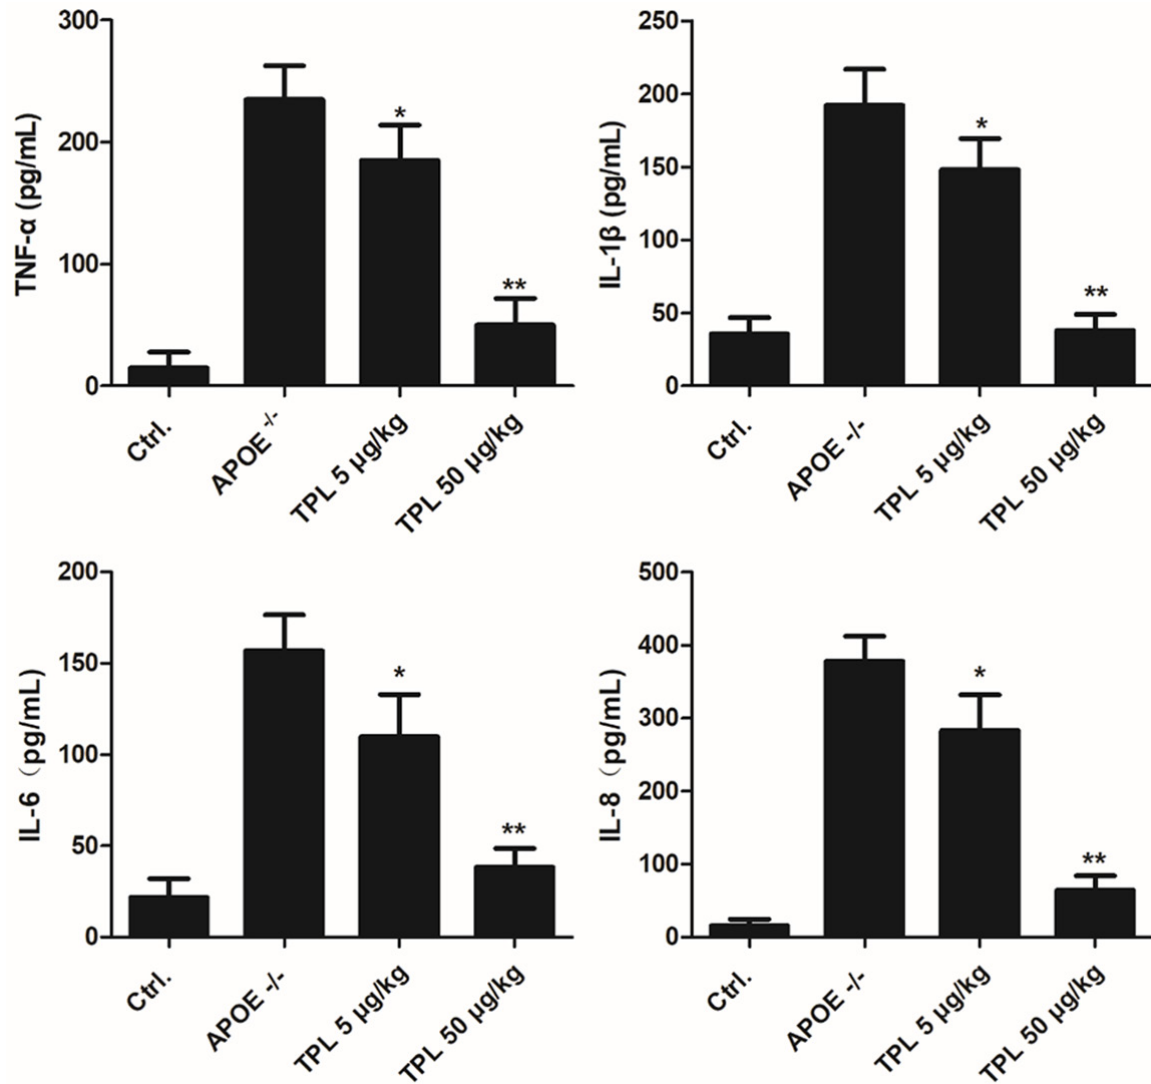 TNF-α (pg/mL)
300
200
100
0
*
**
Ctrl.
APOE -/-
TPL 5 µg/kg
TPL 50 µg/kg
IL-1β (pg/mL)
250
200
150
100
50
0
*
**
Ctrl.
APOE -/-
TPL 5 µg/kg
TPL 50 µg/kg
IL-6（pg/mL)
200
150
100
50
0
*
**
Ctrl.
APOE -/-
TPL 5 µg/kg
TPL 50 µg/kg
IL-8（pg/mL)
500
400
300
200
100
0
*
**
Ctrl.
APOE -/-
TPL 5 µg/kg
TPL 50 µg/kg